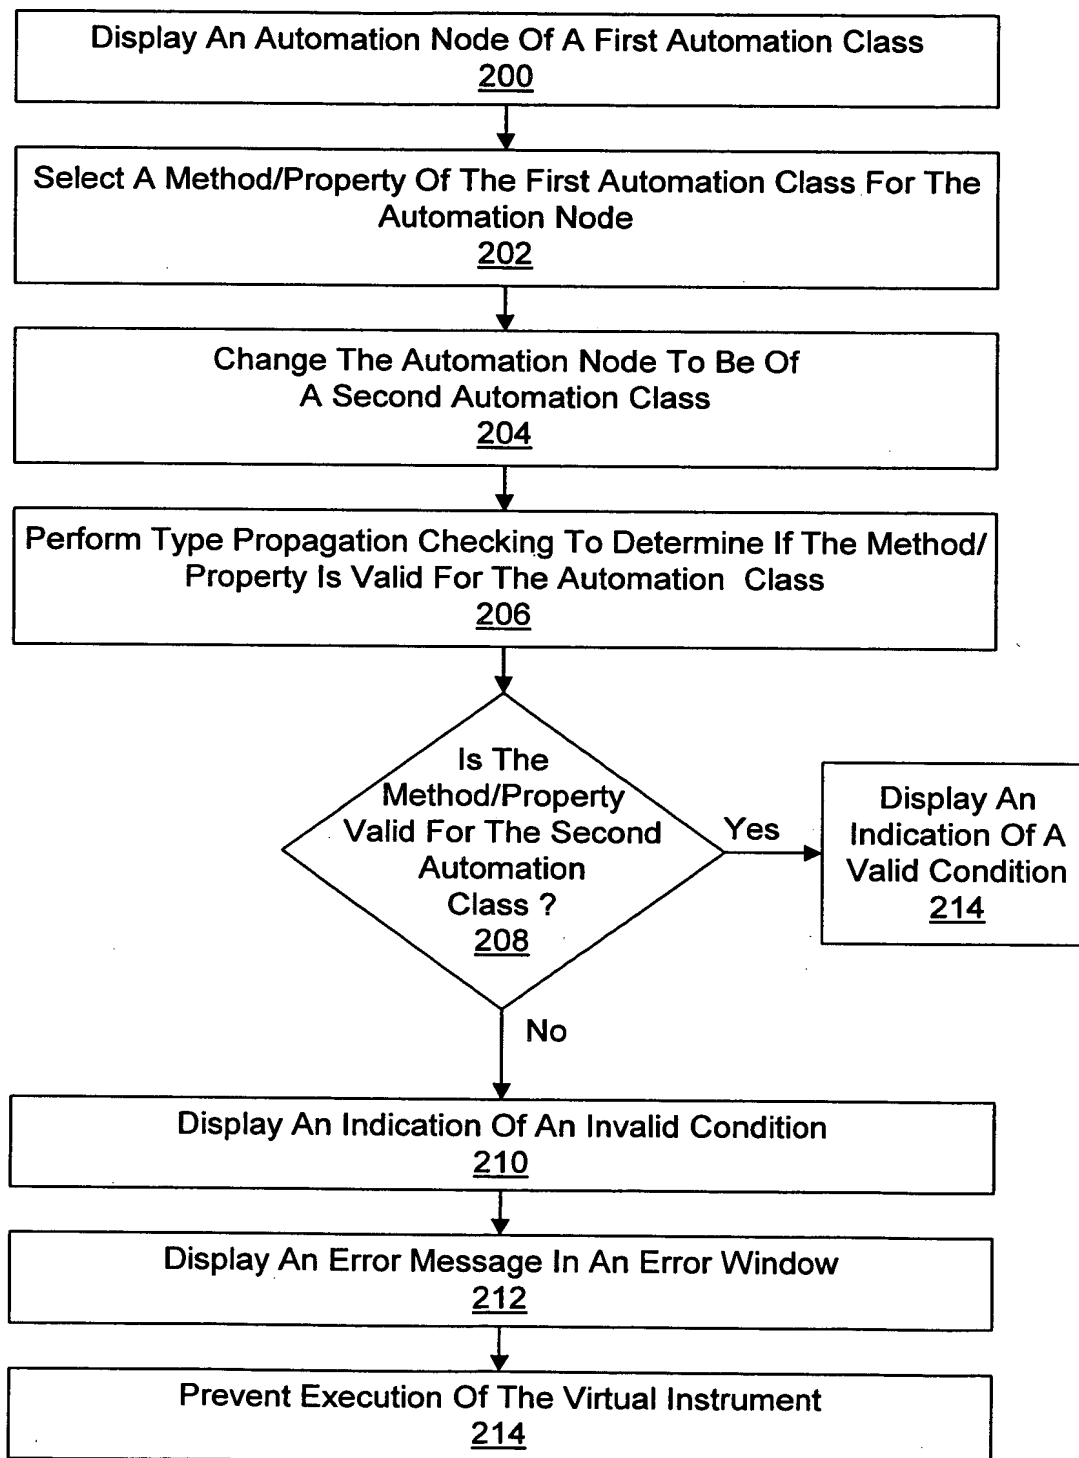 Display An Automation Node Of A First Automation Class
200
Select A Method/Property Of The First Automation Class For The
Automation Node
202
Change The Automation Node To Be Of
A Second Automation Class
204
Perform Type Propagation Checking To Determine If The Method/
Property Is Valid For The Automation Class
206
Is The
Method/Property
Valid For The Second
Automation
Class ?
208
Yes
Display An
Indication Of A
Valid Condition
214
No
Display An Indication Of An Invalid Condition
210
Display An Error Message In An Error Window
212
Prevent Execution Of The Virtual Instrument
214